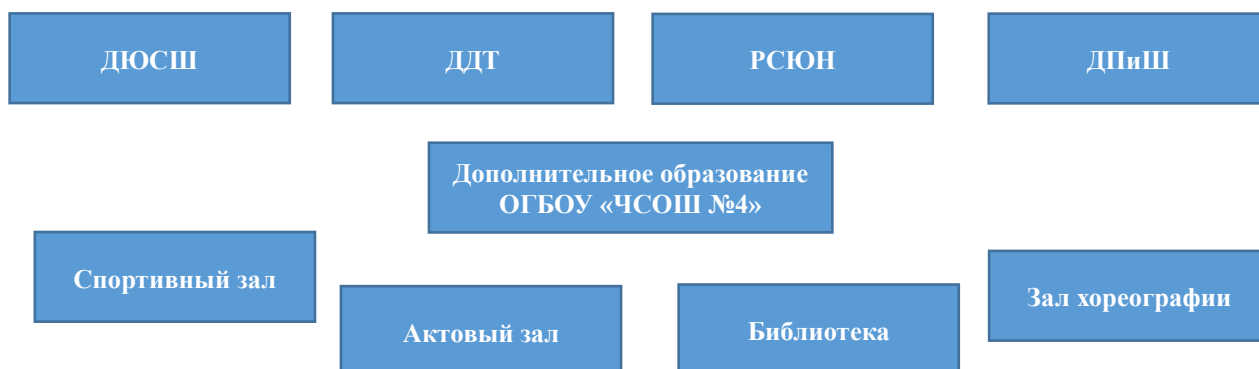 ДЮСШ
ДДТ
РСЮН
ДПиШ
Дополнительное образование
ОГБОУ «ЧСОШ №4»
Спортивный зал
Актовый зал
Библиотека
Зал хореографии